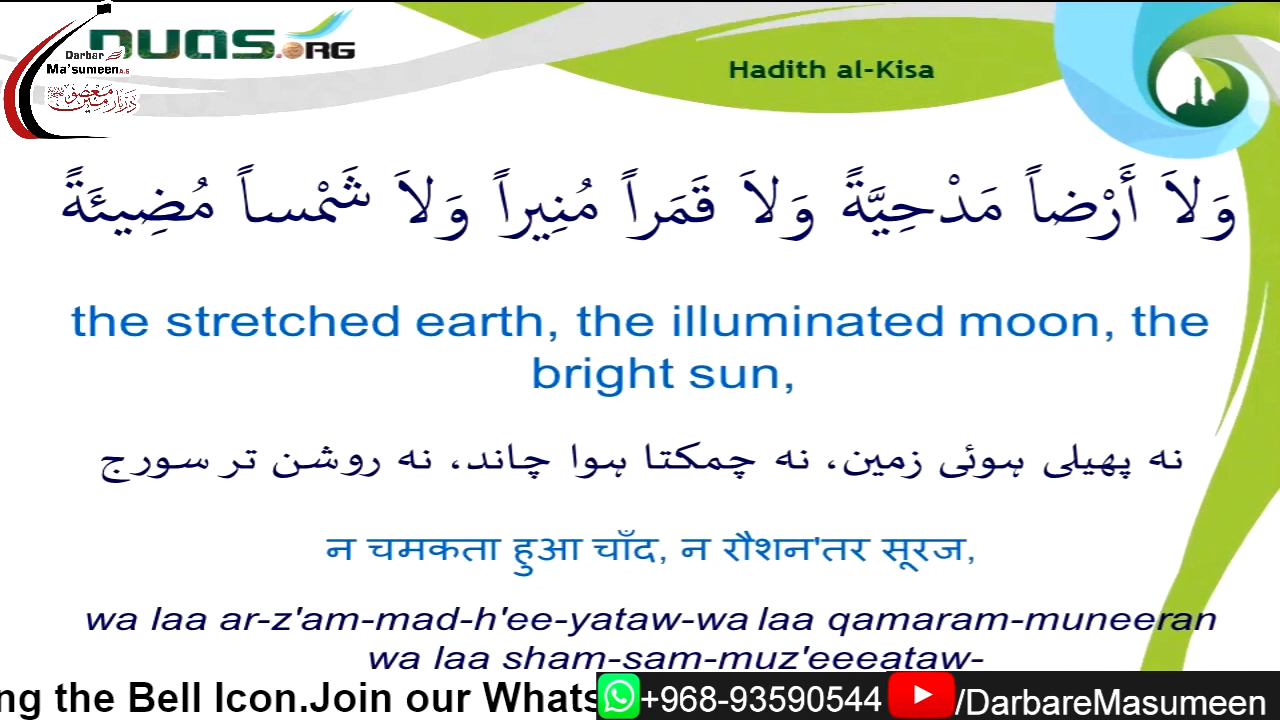 DUAS.ORG
Darbar
Ma'sumeen A.S
Hadith al-Kisa
وَلاَ أَرْضاً مَدْحِيَّةً وَلاَ قَمَراً مُنِيراً وَلاَ شَمْساً مُضِيئَةً
the stretched earth, the illuminated moon, the
bright sun,
نہ پھیلی ہوئی زمین، نہ چمکتا ہوا چاند، نہ روشن تر سورج
न चमकता हुआ चाँद, न रौशन'तर सूरज,
wa laa ar-z'am-mad-h'ee-yataw-wa laa qamaram-muneeran
wa laa sham-sam-muz'eeeataw-
ng the Bell Icon.Join our Whats
+968-93590544
/DarbareMasumeen